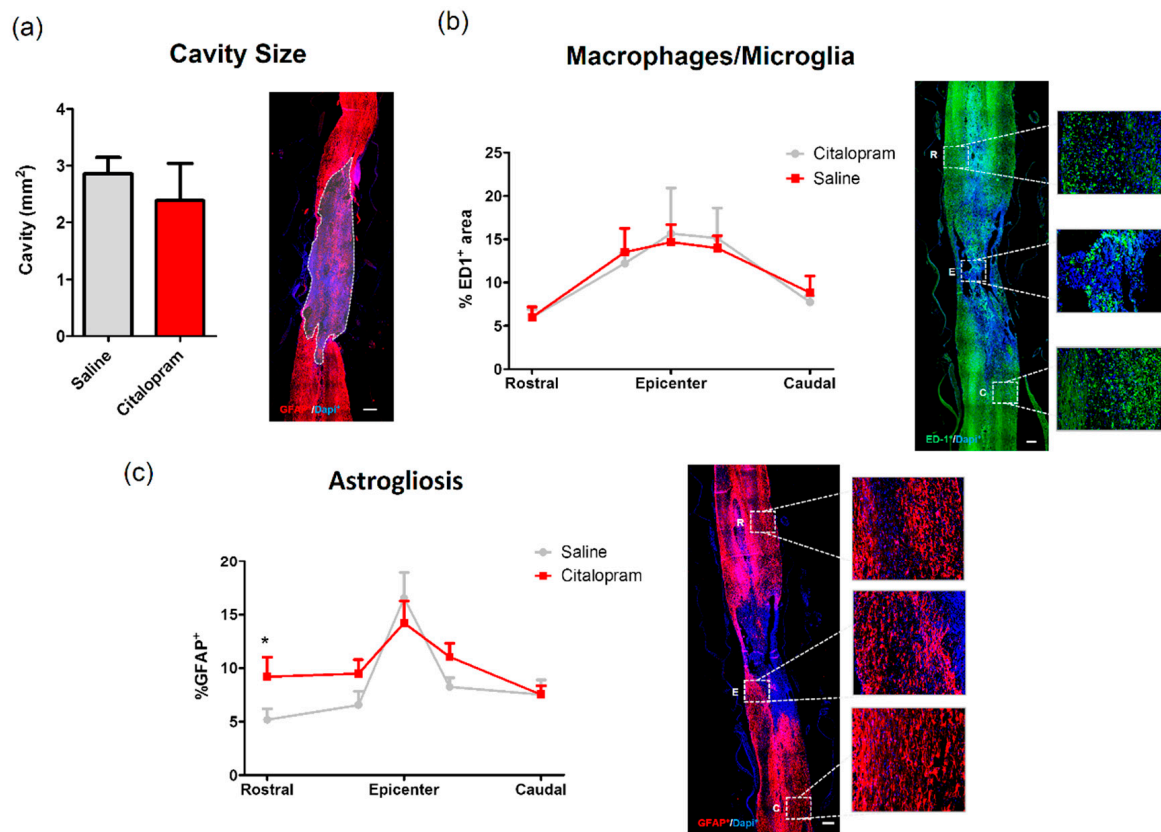 (a)
Cavity Size
Cavity (mm²)
4
3
2
1
0
Saline
Citalopram
GFAP⁺/Dapi⁺
(b)
Macrophages/Microglia
% ED1⁺ area
25
20
15
10
5
0
Rostral
Epicenter
Caudal
Citalopram
Saline
R
E
C
ED-1⁺/Dapi⁺
(c)
Astrogliosis
%GFAP⁺
20
15
10
5
0
*
Rostral
Epicenter
Caudal
Saline
Citalopram
R
E
C
GFAP⁺/Dapi⁺